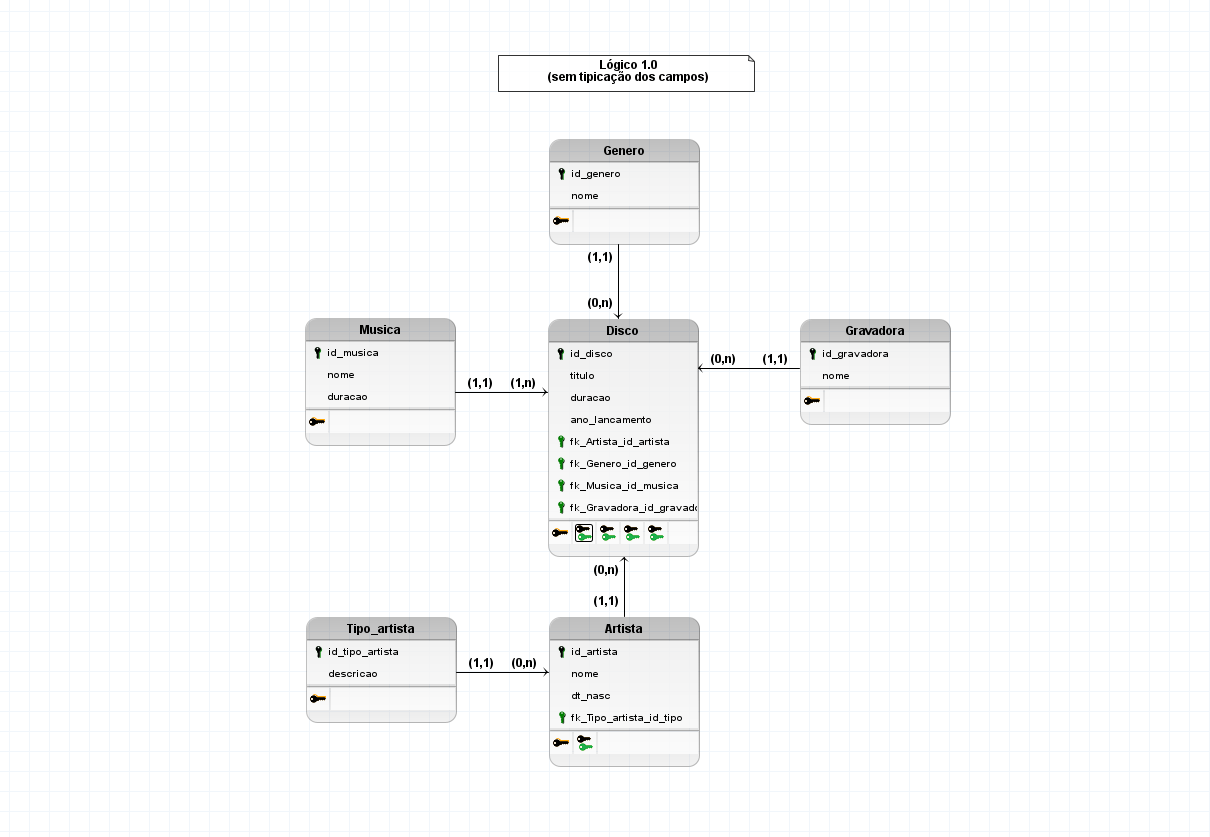 Lógico 1.0
(sem tipicação dos campos)
Genero
id_genero
nome
(1,1)
(0,n)
Musica
id_musica
nome
duracao
(1,1)
(1,n)
Disco
id_disco
titulo
duracao
ano_lancamento
fk_Artista_id_artista
fk_Genero_id_genero
fk_Musica_id_musica
fk_Gravadora_id_gravad
(0,n)
(1,1)
Gravadora
id_gravadora
nome
(0,n)
(1,1)
Tipo_artista
id_tipo_artista
descricao
(1,1)
(0,n)
Artista
id_artista
nome
dt_nasc
fk_Tipo_artista_id_tipo